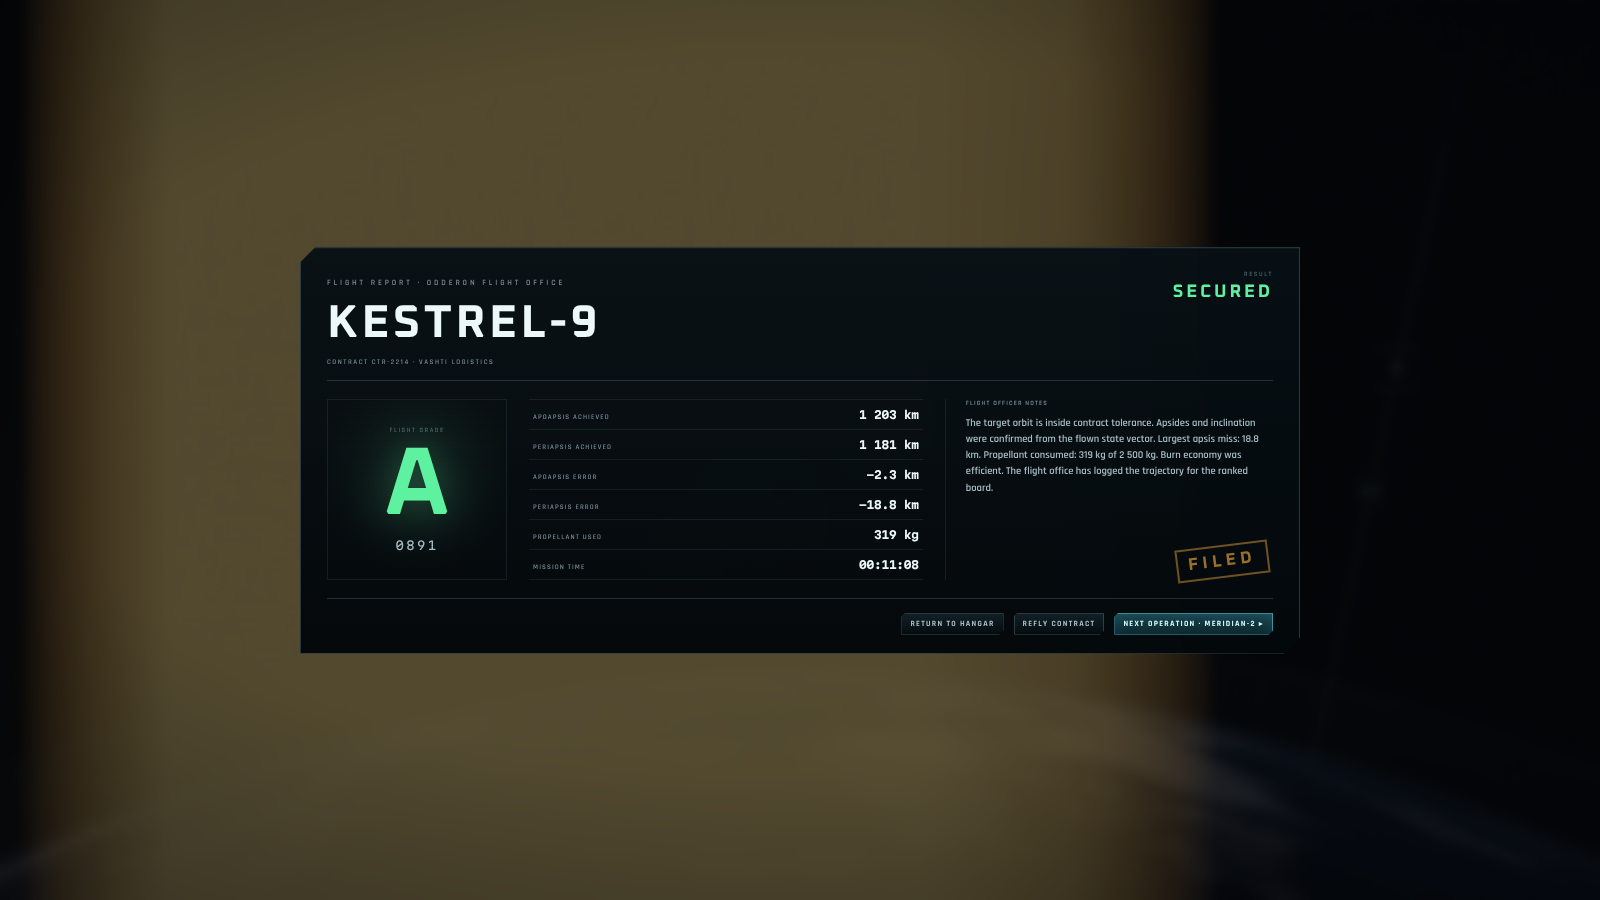 FLIGHT REPORT · ODDERON FLIGHT OFFICE
KESTREL-9
CONTRACT CTR-2214 · VASHTI LOGISTICS
RESULT
SECURED
FLIGHT GRADE
A
0891
APOAPSIS ACHIEVED 1 203 km
PERIAPSIS ACHIEVED 1 181 km
APOAPSIS ERROR −2.3 km
PERIAPSIS ERROR −18.8 km
PROPELLANT USED 319 kg
MISSION TIME 00:11:08
FLIGHT OFFICER NOTES
The target orbit is inside contract tolerance. Apsides and inclination
were confirmed from the flown state vector. Largest apsis miss: 18.8
km. Propellant consumed: 319 kg of 2 500 kg. Burn economy was
efficient. The flight office has logged the trajectory for the ranked
board.
FILED
RETURN TO HANGAR
REFLY CONTRACT
NEXT OPERATION · MERIDIAN-2 ▸